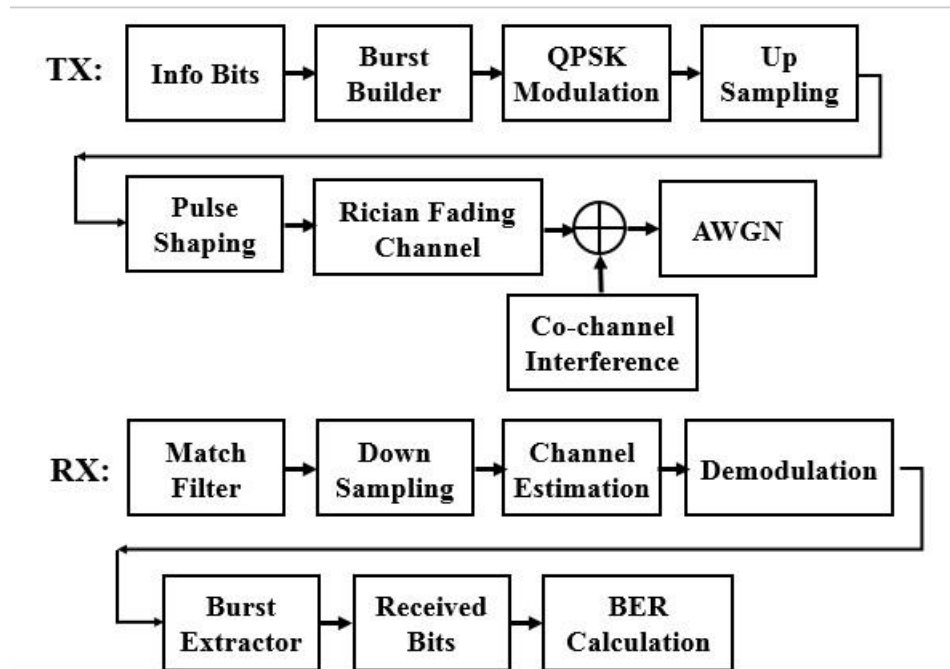 TX:
Info Bits
Burst
Builder
QPSK
Modulation
Up
Sampling
Pulse
Shaping
Rician Fading
Channel
AWGN
Co-channel
Interference
RX:
Match
Filter
Down
Sampling
Channel
Estimation
Demodulation
Burst
Extractor
Received
Bits
BER
Calculation